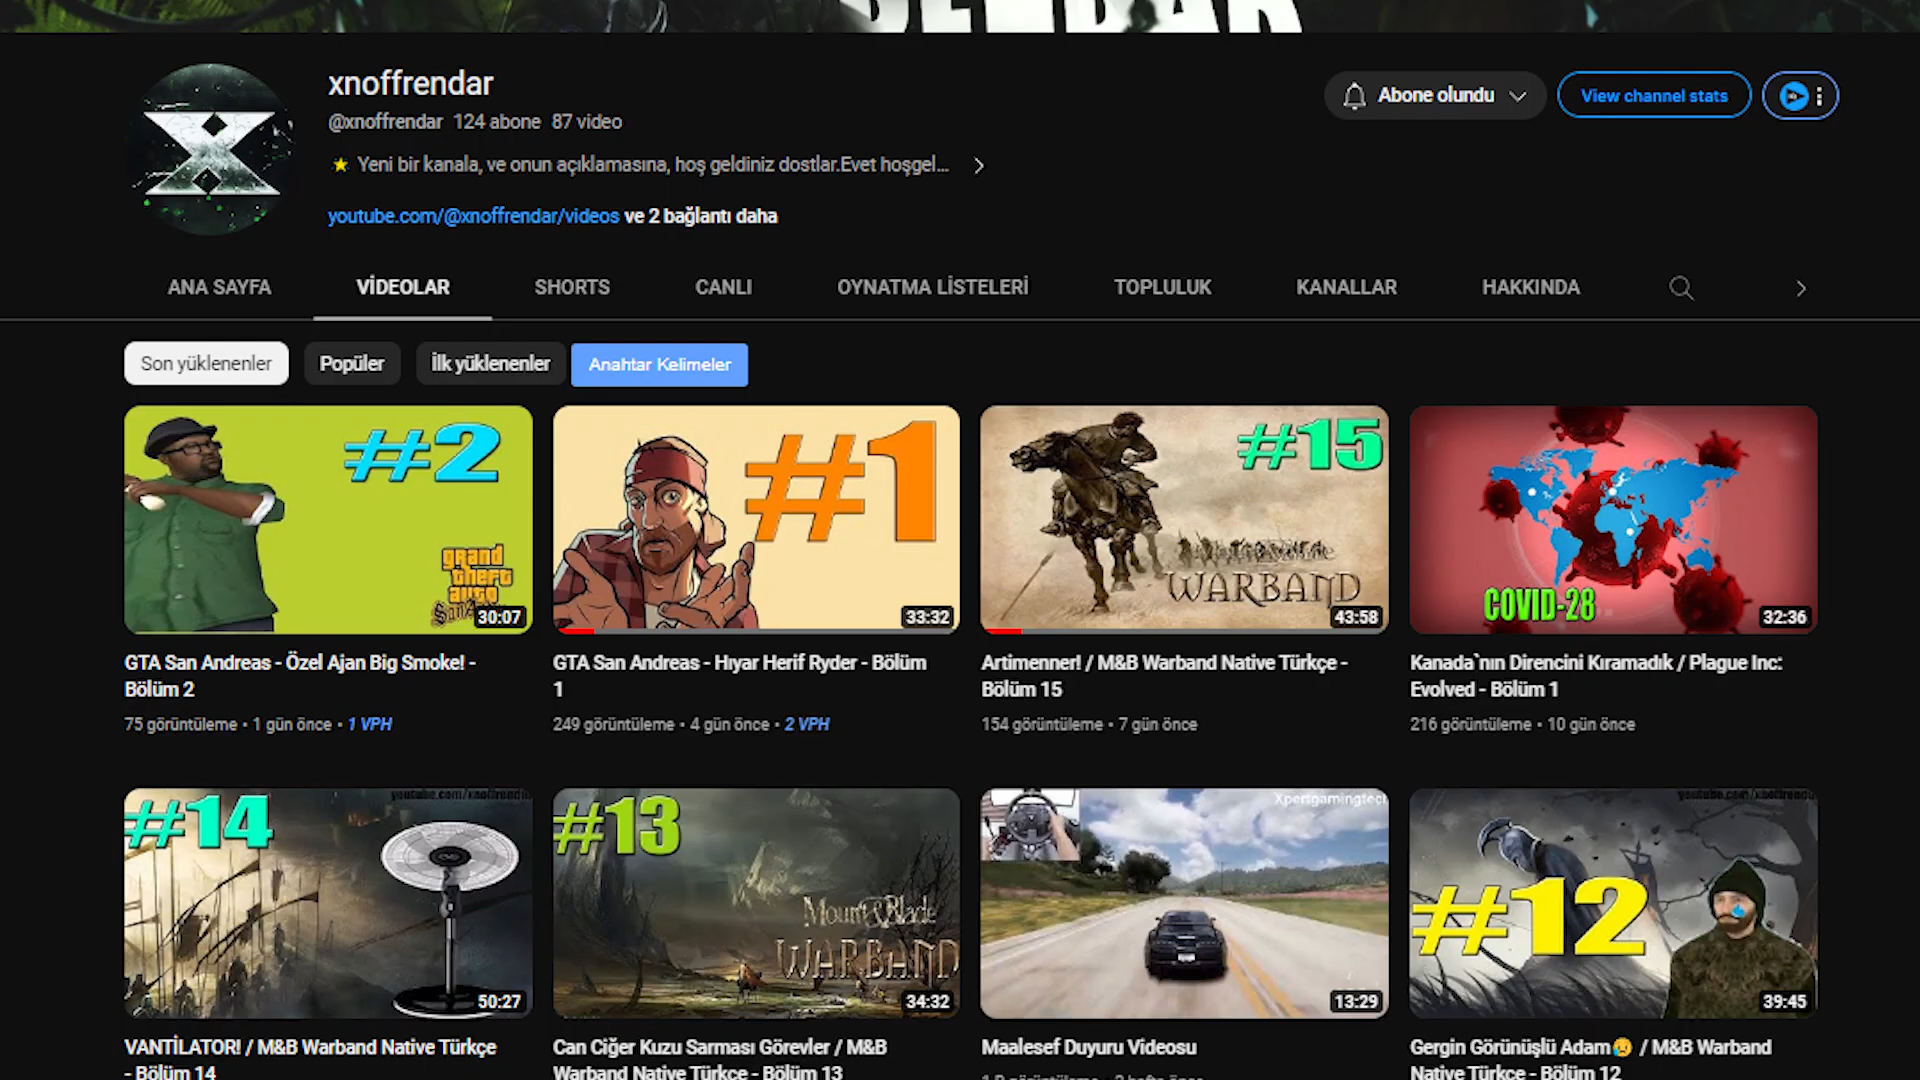 xnoffrendar
@xnoffrendar 124 abone 87 video
Yeni bir kanala, ve onun açıklamasına, hoş geldiniz dostlar.Evet hoşgel...
youtube.com/@xnoffrendar/videos ve 2 bağlantı daha
Abone olundu
View channel stats
ANA SAYFA VİDEOLAR SHORTS CANLI OYNATMA LİSTELERİ TOPLULUK KANALLAR HAKKINDA
Son yüklenenler Popüler İlk yüklenenler Anahtar Kelimeler
#2
grand
theft
auto
30:07
GTA San Andreas - Özel Ajan Big Smoke! -
Bölüm 2
75 görüntüleme • 1 gün önce • 1 VPH
#1
33:32
GTA San Andreas - Hıyar Herif Ryder - Bölüm
1
249 görüntüleme • 4 gün önce • 2 VPH
#15
WARBAND
43:58
Artimenner! / M&B Warband Native Türkçe -
Bölüm 15
154 görüntüleme • 7 gün önce
COVID-28
32:36
Kanada`nın Direncini Kıramadık / Plague Inc:
Evolved - Bölüm 1
216 görüntüleme • 10 gün önce
#14
youtube.com/xnoffrendar
50:27
VANTİLATOR! / M&B Warband Native Türkçe
- Bölüm 14
#13
Mount&Blade
WARBAND
34:32
Can Ciğer Kuzu Sarması Görevler / M&B
Warband Native Türkçe - Bölüm 13
Xpertgamingtech
13:29
Maalesef Duyuru Videosu
#12
39:45
Gergin Görünüşlü Adam😥 / M&B Warband
Native Türkçe - Bölüm 12